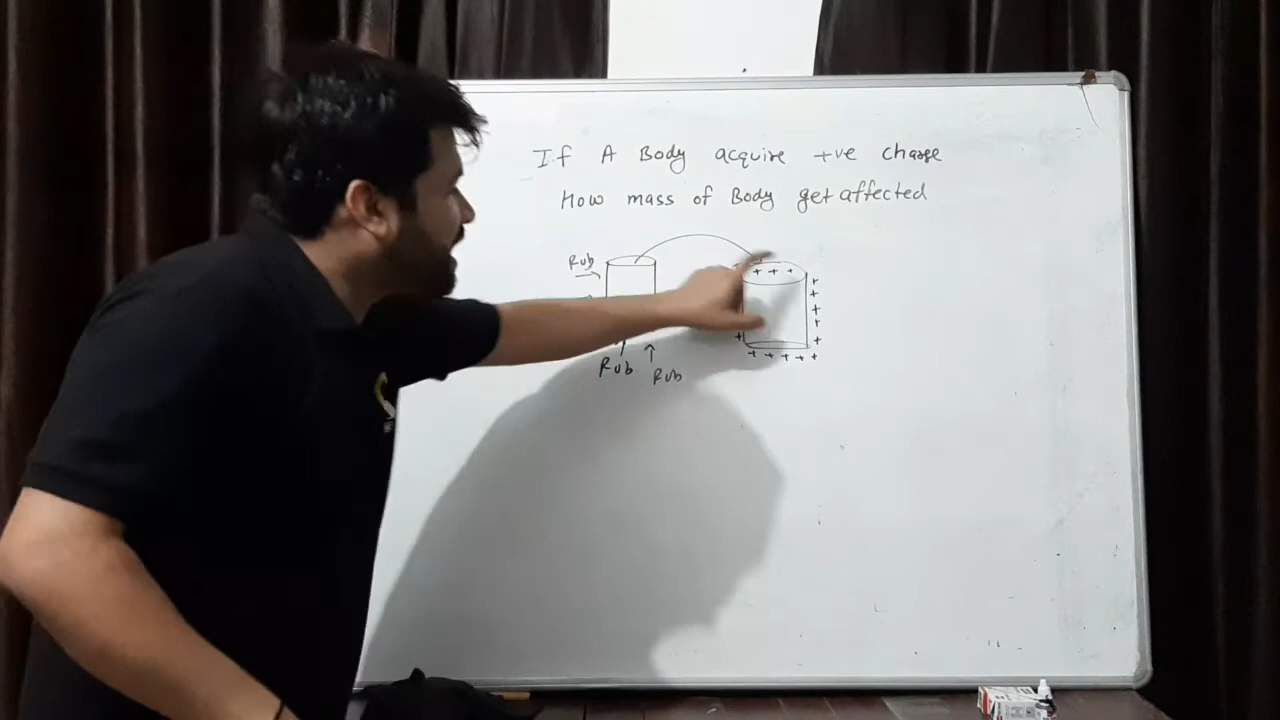 If A Body acquire +ve charge
How mass of Body get affected
Rub
+ + +
+
+
+
+
+
+
+ + + + +
Rub
Rub